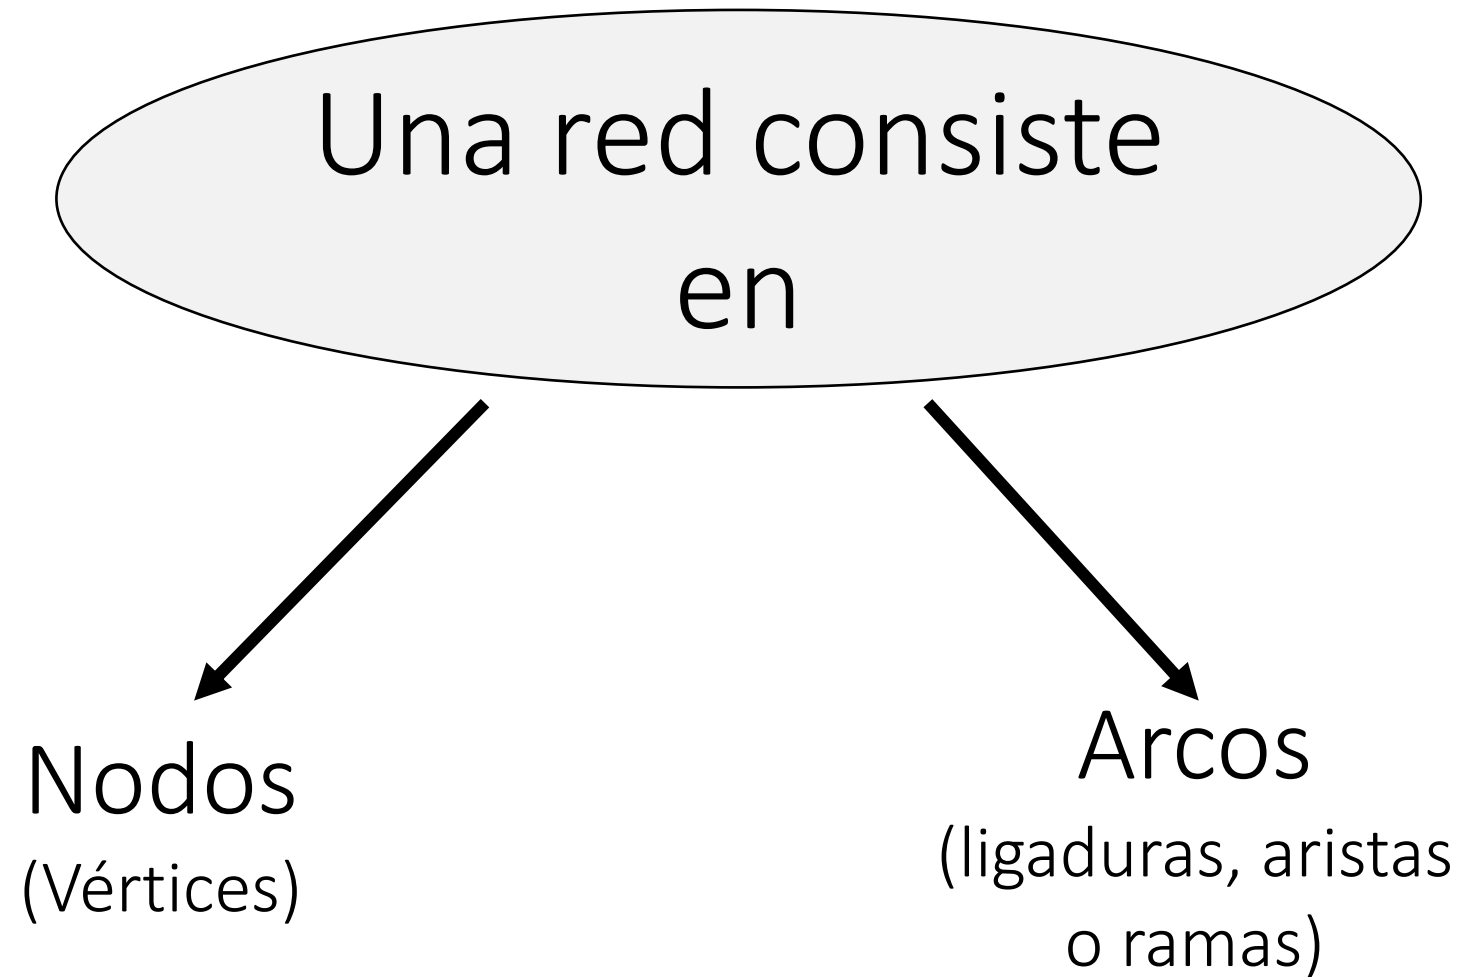 Una red consiste
en
Nodos
(Vértices)
Arcos
(ligaduras, aristas
o ramas)